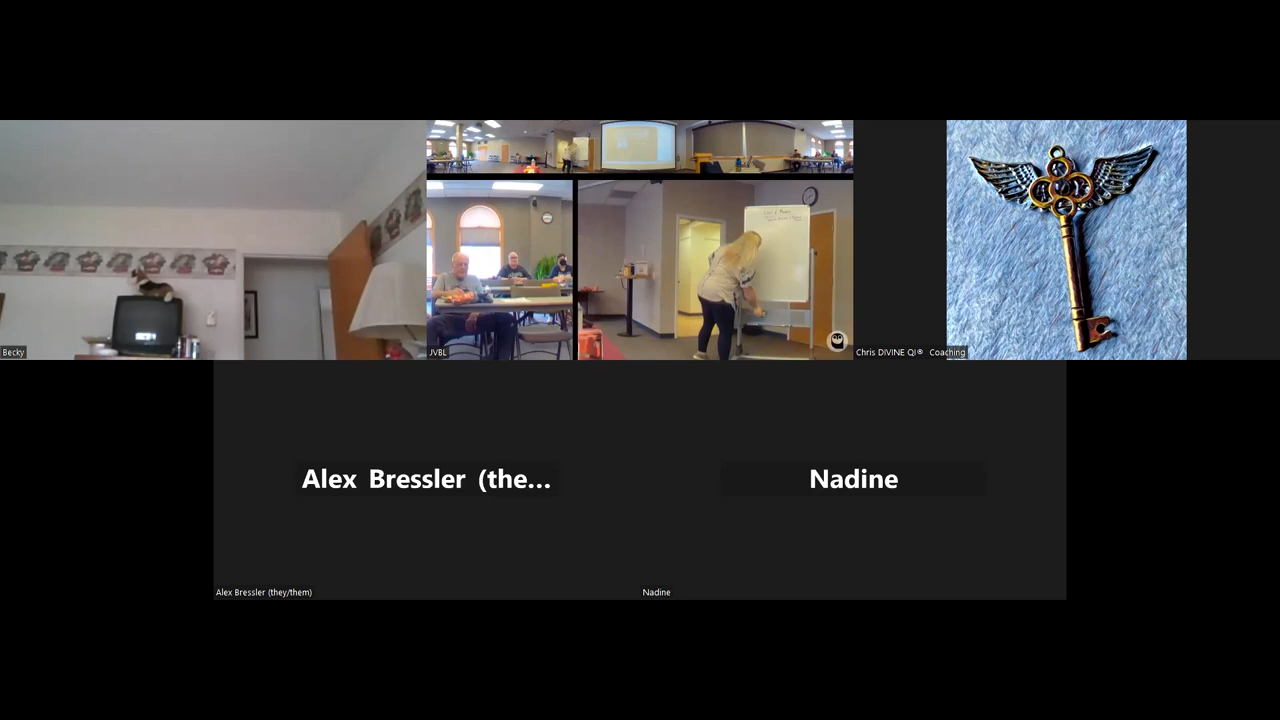 Becky
JVBL
Chris DIVINE QI® Coaching
Alex Bressler (the...
Nadine
Alex Bressler (they/them)
Nadine